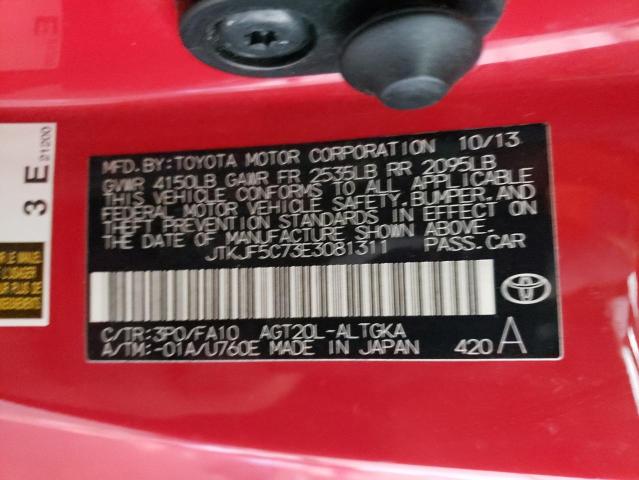 MFD. BY: TOYOTA MOTOR CORPORATION 10/13
GVWR 4150LB GAWR FR 2535LB RR 2095LB
THIS VEHICLE CONFORMS TO ALL APPLICABLE
FEDERAL MOTOR VEHICLE SAFETY, BUMPER, AND
THEFT PREVENTION STANDARDS IN EFFECT ON
THE DATE OF MANUFACTURE SHOWN ABOVE.
JTKJF5C73E3081311 PASS. CAR
C/TR: 3P0/FA10 AGT20L-ALTGKA
A/TM: -01A/U760E MADE IN JAPAN 420 A
3 E
21200